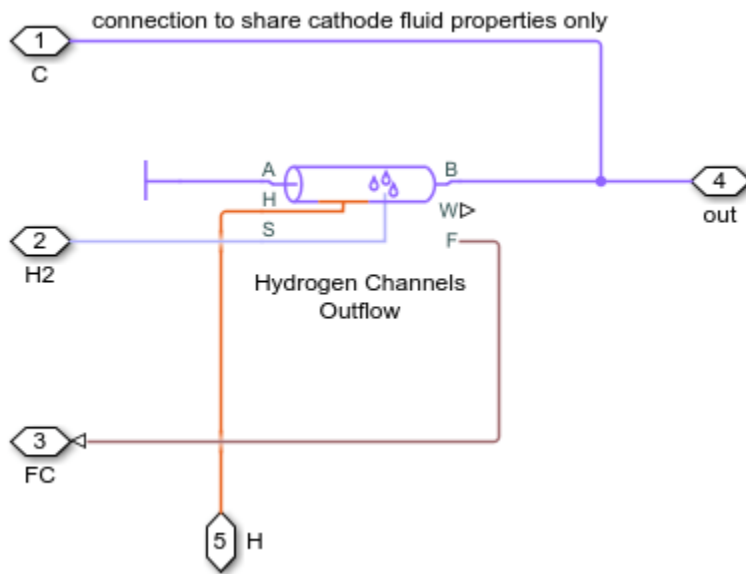 connection to share cathode fluid properties only
1
C
A
B
4
out
H
W
S
F
2
H2
Hydrogen Channels
Outflow
3
FC
5
H